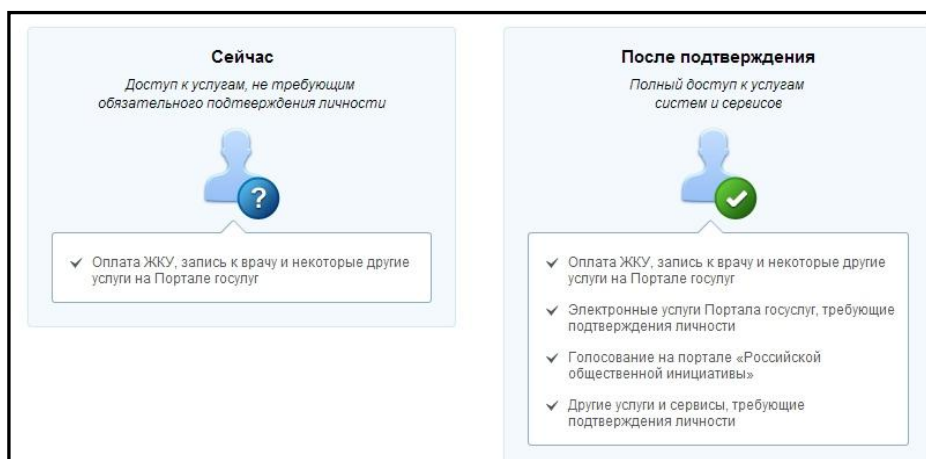 Сейчас
Доступ к услугам, не требующим
обязательного подтверждения личности
?
Оплата ЖКУ, запись к врачу и некоторые другие
услуги на Портале госулуг
После подтверждения
Полный доступ к услугам
систем и сервисов
Оплата ЖКУ, запись к врачу и некоторые другие
услуги на Портале госулуг
Электронные услуги Портала госуслуг, требующие
подтверждения личности
Голосование на портале «Российской
общественной инициативы»
Другие услуги и сервисы, требующие
подтверждения личности